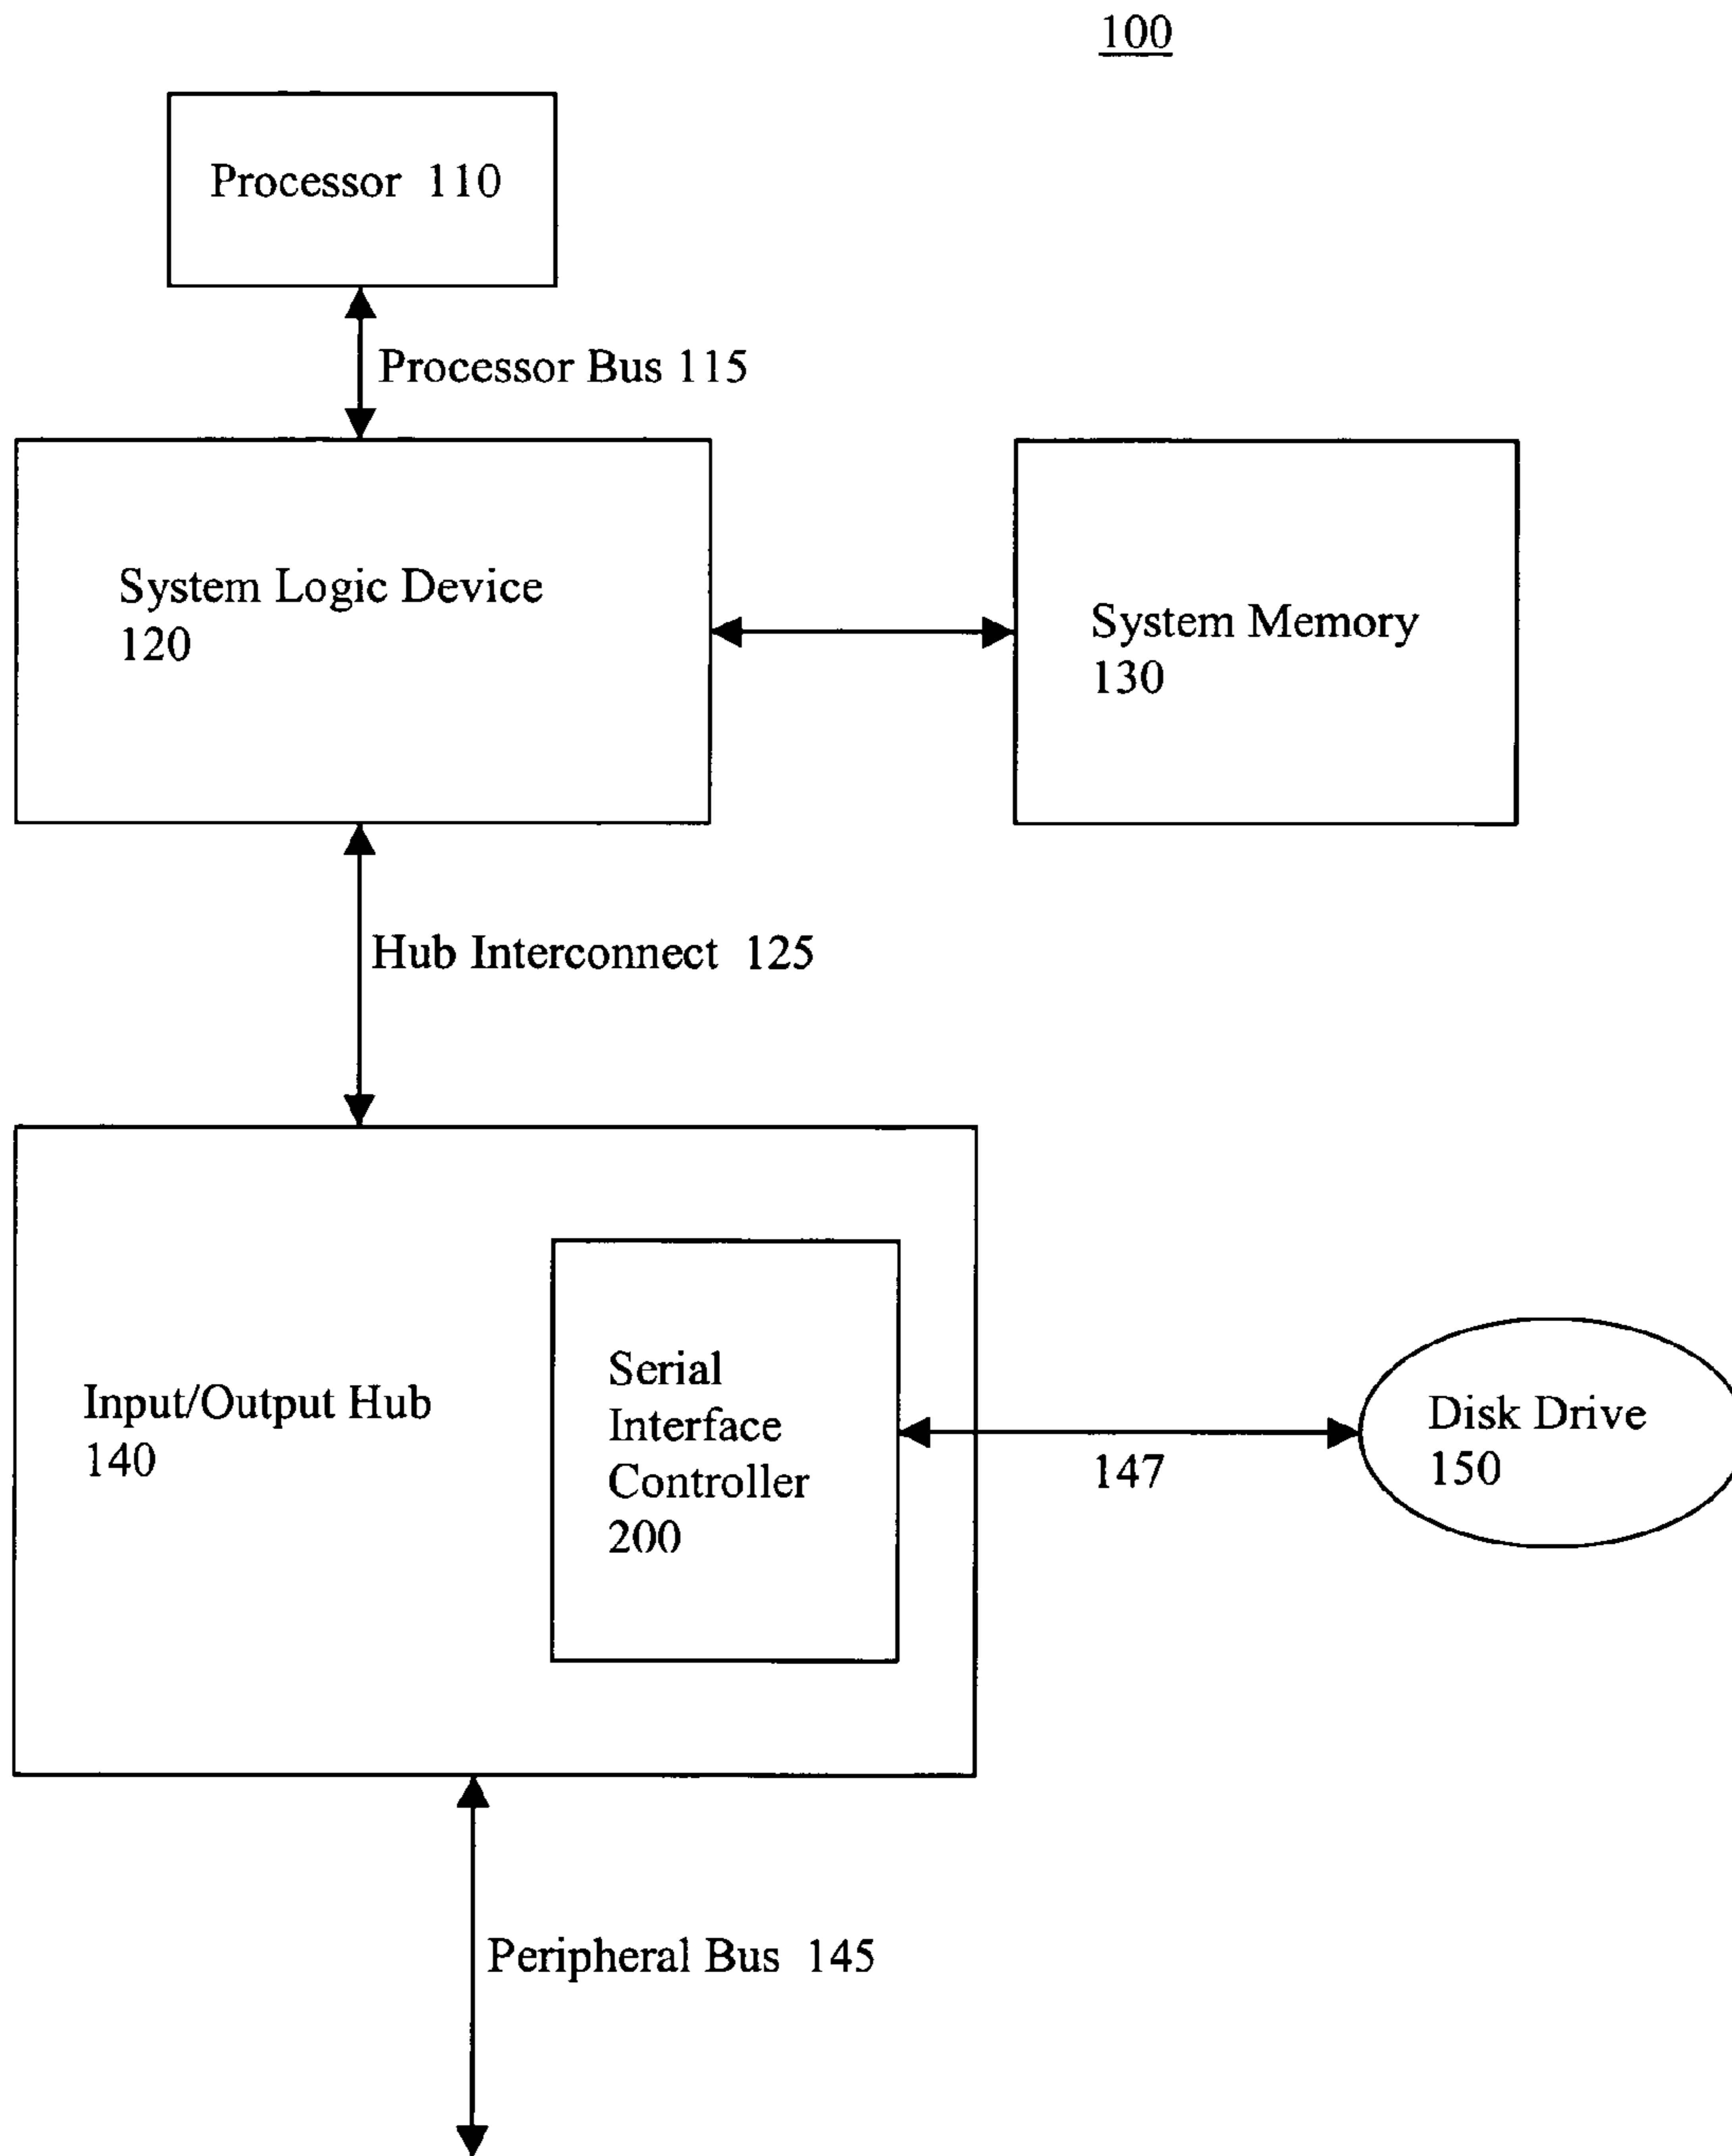 100
Processor 110
Processor Bus 115
System Logic Device
120
System Memory
130
Hub Interconnect 125
Input/Output Hub
140
Serial
Interface
Controller
200
147
Disk Drive
150
Peripheral Bus 145